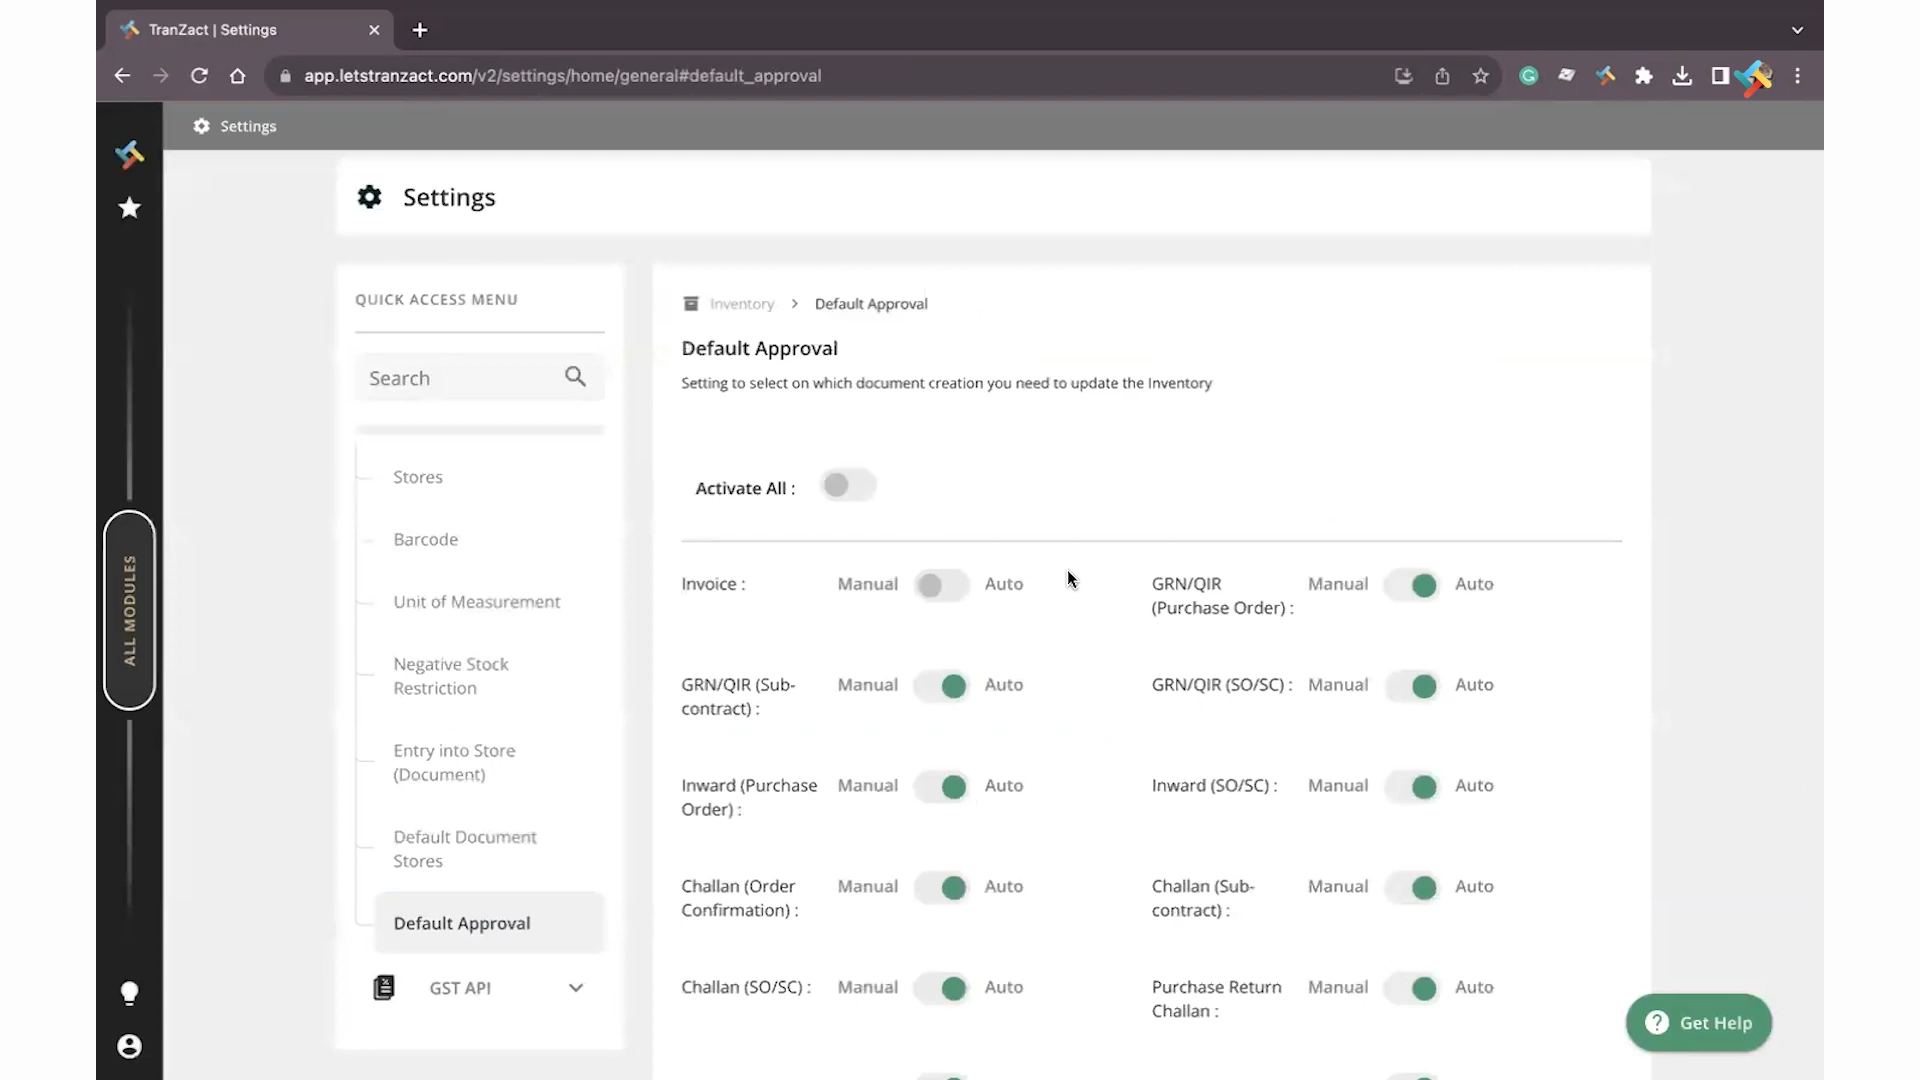 TranZact | Settings
app.letstranzact.com/v2/settings/home/general#default_approval
Settings
Settings
ALL MODULES
QUICK ACCESS MENU
Search
Stores
Barcode
Unit of Measurement
Negative Stock
Restriction
Entry into Store
(Document)
Default Document
Stores
Default Approval
GST API
Inventory > Default Approval
Default Approval
Setting to select on which document creation you need to update the Inventory
Activate All :
Invoice : Manual Auto
GRN/QIR
(Purchase Order) : Manual Auto
GRN/QIR (Sub-
contract) : Manual Auto
GRN/QIR (SO/SC) : Manual Auto
Inward (Purchase
Order) : Manual Auto
Inward (SO/SC) : Manual Auto
Challan (Order
Confirmation) : Manual Auto
Challan (Sub-
contract) : Manual Auto
Challan (SO/SC) : Manual Auto
Purchase Return
Challan : Manual Auto
Get Help